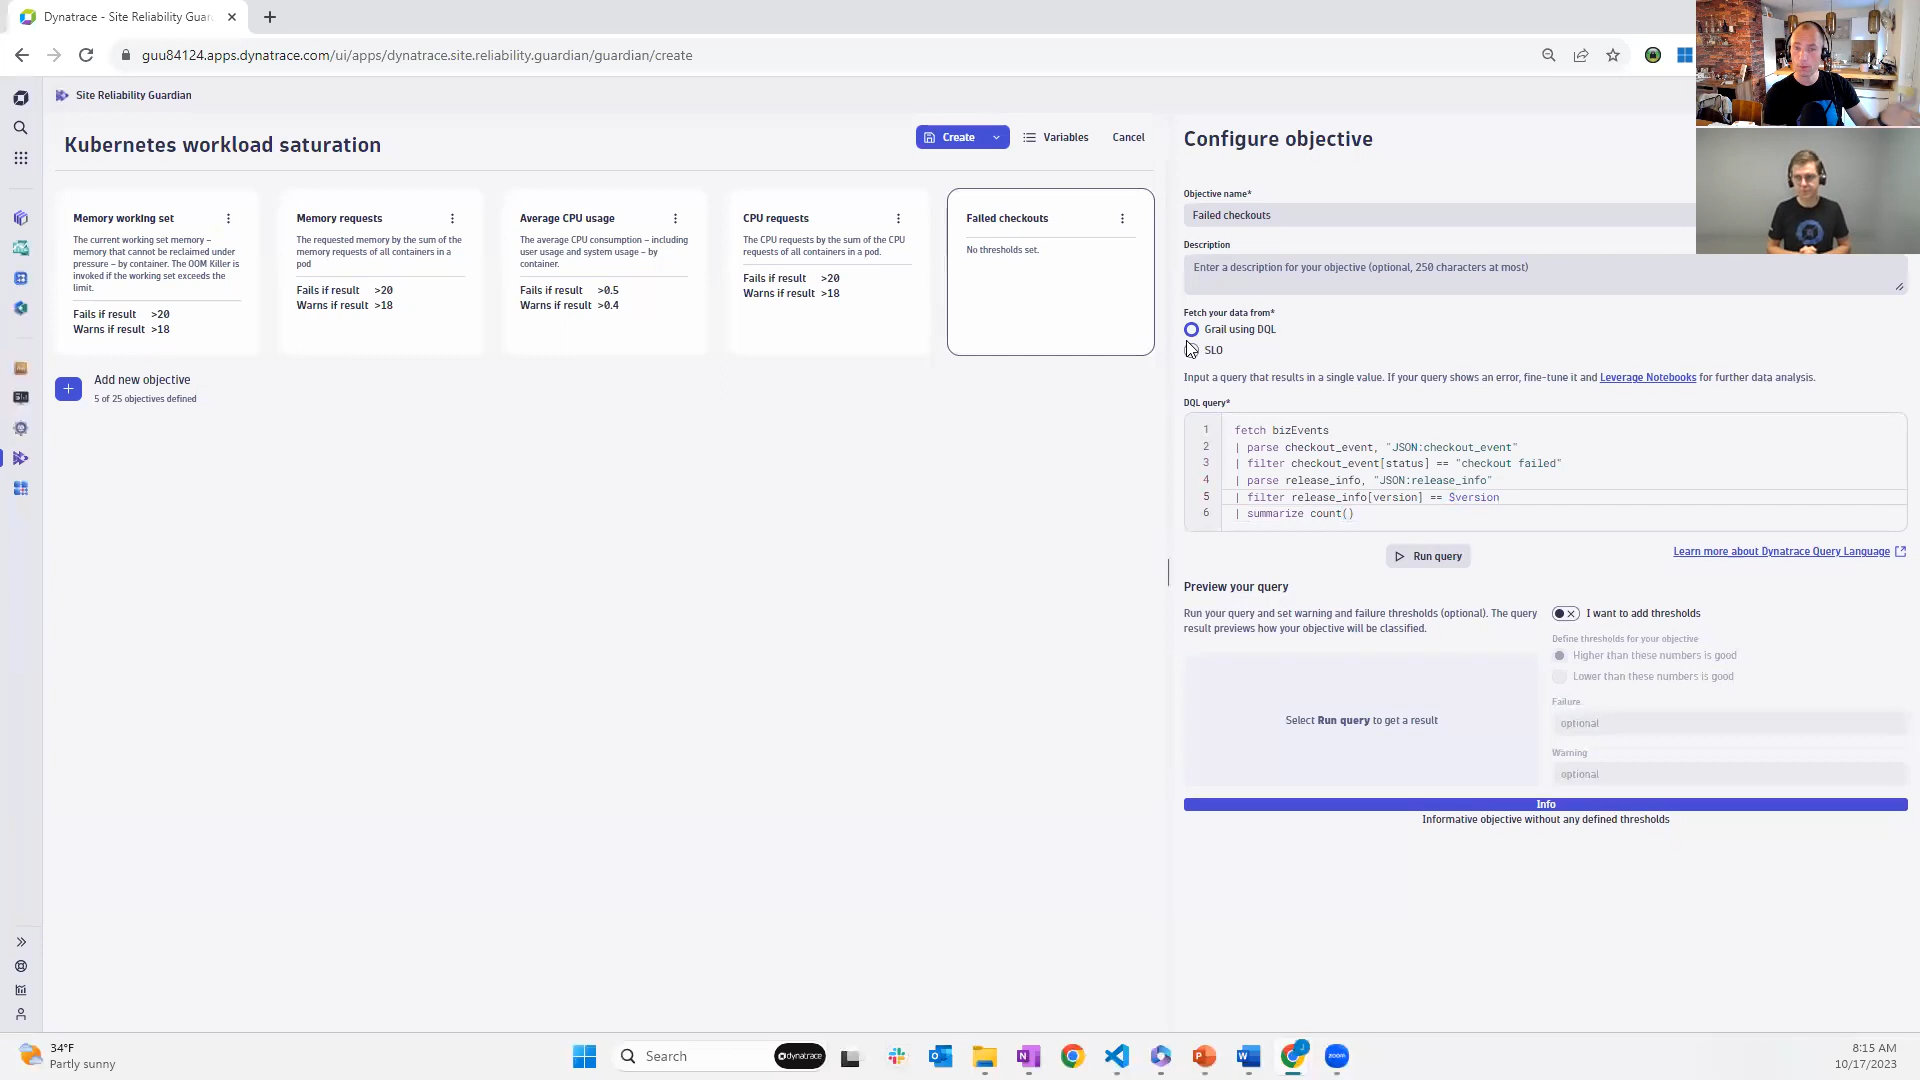 Dynatrace - Site Reliability Guar
guu84124.apps.dynatrace.com/ui/apps/dynatrace.site.reliability.guardian/guardian/create
Site Reliability Guardian
Kubernetes workload saturation
Create
Variables
Cancel
Memory working set
The current working set memory –
memory that cannot be reclaimed under
pressure – by container. The OOM Killer is
invoked if the working set exceeds the
limit.
Fails if result >20
Warns if result >18
Memory requests
The requested memory by the sum of the
memory requests of all containers in a
pod
Fails if result >20
Warns if result >18
Average CPU usage
The average CPU consumption – including
user usage and system usage – by
container.
Fails if result >0.5
Warns if result >0.4
CPU requests
The CPU requests by the sum of the CPU
requests of all containers in a pod.
Fails if result >20
Warns if result >18
Failed checkouts
No thresholds set.
Add new objective
5 of 25 objectives defined
Configure objective
Objective name*
Failed checkouts
Description
Enter a description for your objective (optional, 250 characters at most)
Fetch your data from*
Grail using DQL
SLO
Input a query that results in a single value. If your query shows an error, fine-tune it and Leverage Notebooks for further data analysis.
DQL query*
1 fetch bizEvents
2 | parse checkout_event, "JSON:checkout_event"
3 | filter checkout_event[status] == "checkout failed"
4 | parse release_info, "JSON:release_info"
5 | filter release_info[version] == $version
6 | summarize count()
Run query
Learn more about Dynatrace Query Language
Preview your query
Run your query and set warning and failure thresholds (optional). The query
result previews how your objective will be classified.
Select Run query to get a result
I want to add thresholds
Define thresholds for your objective
Higher than these numbers is good
Lower than these numbers is good
Failure
optional
Warning
optional
Info
Informative objective without any defined thresholds
34°F
Partly sunny
Search
dynatrace
zoom
8:15 AM
10/17/2023